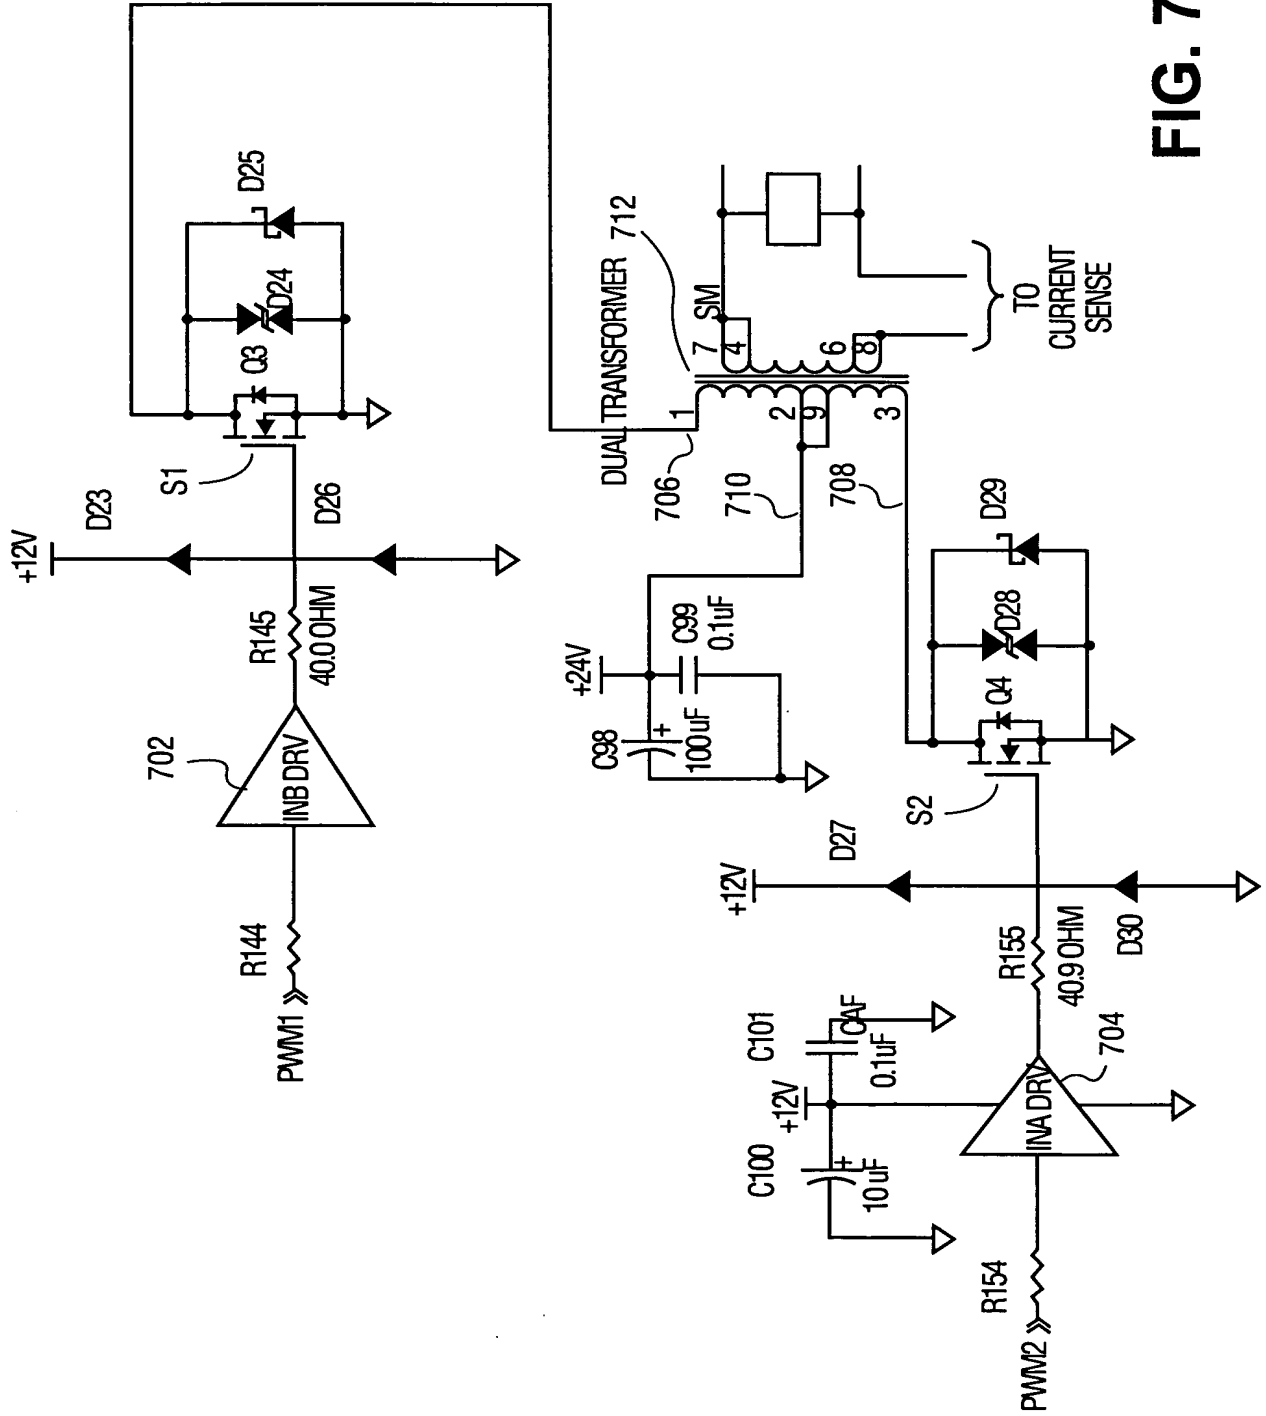 FIG. 7
+12V
D23
D26
S1
Q3
D24
D25
R145
40.0 OHM
702
INB DRV
R144
PWM1
DUAL TRANSFORMER
712
SM
7
4
6
8
1
2
9
3
706
710
708
TO
CURRENT
SENSE
+24V
C98
+
100uF
C99
0.1uF
S2
Q4
D28
D29
+12V
D27
D30
R155
40.9 OHM
704
INA DRV
+12V
C101
CAF
0.1uF
C100
+
10uF
R154
PWM2